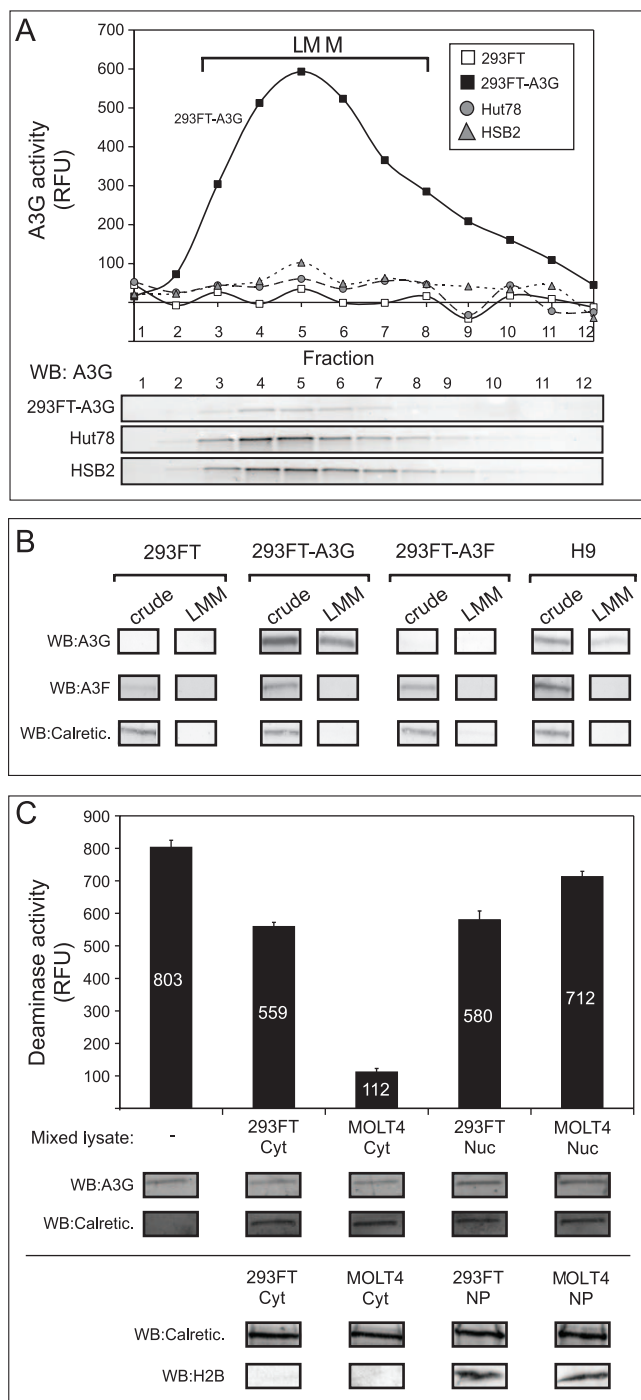 A
700
600
500
400
300
200
100
A3G activity
(RFU)
LMM
293FT-A3G
293FT
293FT-A3G
Hut78
HSB2
1 2 3 4 5 6 7 8 9 10 11 12
Fraction
WB: A3G
1 2 3 4 5 6 7 8 9 10 11 12
293FT-A3G
Hut78
HSB2
B
293FT 293FT-A3G 293FT-A3F H9
crude LMM crude LMM crude LMM crude LMM
WB:A3G
WB:A3F
WB:Calretic.
C
900
800
700
600
500
400
300
200
100
Deaminase activity
(RFU)
803 559 112 580 712
Mixed lysate: - 293FT MOLT4 293FT MOLT4
Cyt Cyt Nuc Nuc
WB:A3G
WB:Calretic.
293FT MOLT4 293FT MOLT4
Cyt Cyt NP NP
WB:Calretic.
WB:H2B